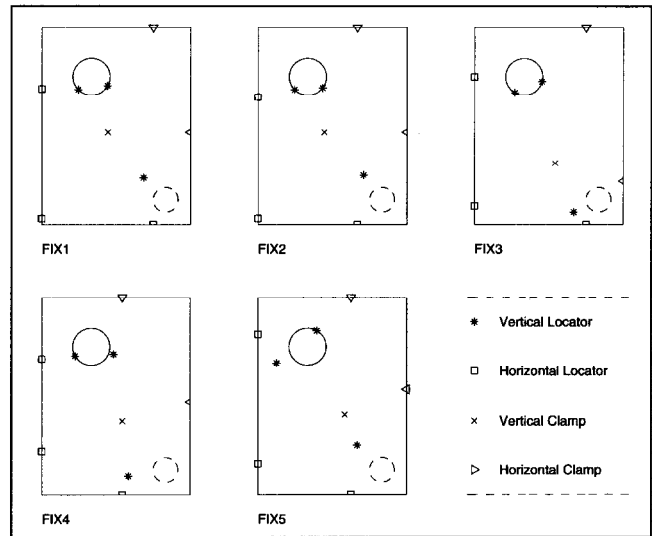 FIX1
FIX2
FIX3
FIX4
FIX5
Vertical Locator
Horizontal Locator
Vertical Clamp
Horizontal Clamp